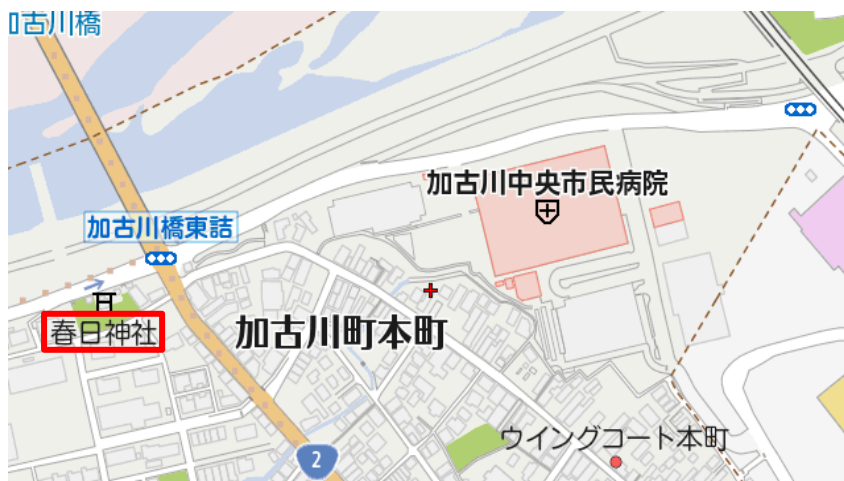 加古川橋
加古川中央市民病院
加古川橋東詰
春日神社
加古川町本町
ウイングコート本町
2